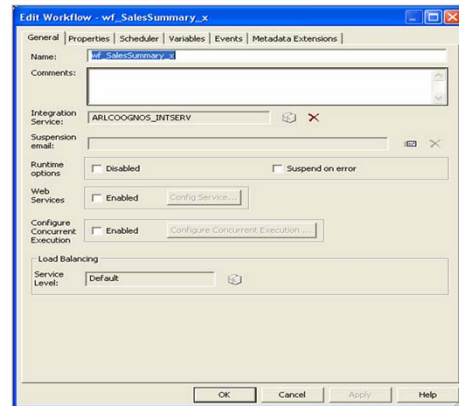 Edit Workflow - wf_SalesSummary_x
General | Properties | Scheduler | Variables | Events | Metadata Extensions |
Name: wf_SalesSummary_x
Comments:
Integration
Service: ARLCOOGNOS_INTSERV
Suspension
email:
Runtime
options Disabled Suspend on error
Web
Services Enabled Config Service...
Configure
Concurrent
Execution Enabled Configure Concurrent Execution ...
Load Balancing
Service
Level: Default
OK Cancel Apply Help